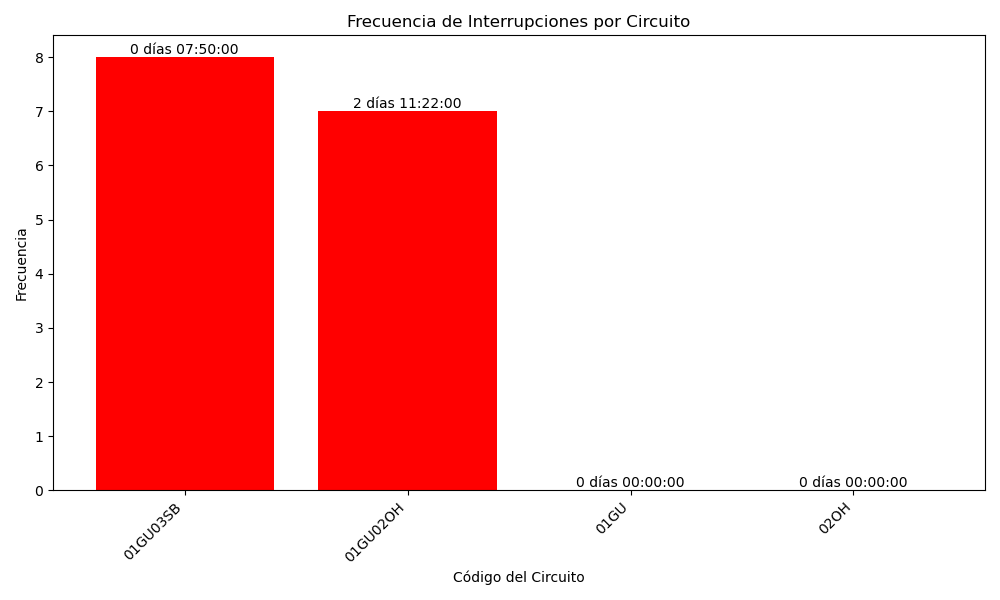 Frecuencia de Interrupciones por Circuito
0 días 07:50:00
2 días 11:22:00
0 días 00:00:00
0 días 00:00:00
Frecuencia
8
7
6
5
4
3
2
1
0
01GU03SB
01GU02OH
01GU
02OH
Código del Circuito